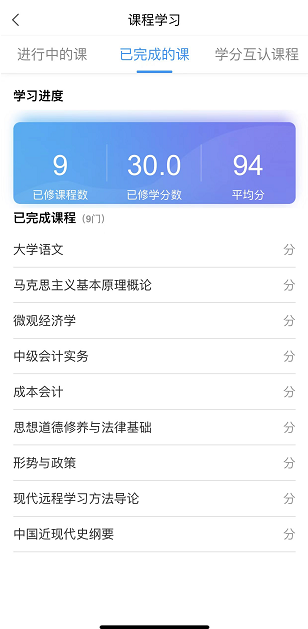 课程学习
进行中的课 已完成的课 学分互认课程
学习进度
9 30.0 94
已修课程数 已修学分数 平均分
已完成课程（9门）
大学语文 分
马克思主义基本原理概论 分
微观经济学 分
中级会计实务 分
成本会计 分
思想道德修养与法律基础 分
形势与政策 分
现代远程学习方法导论 分
中国近现代史纲要 分